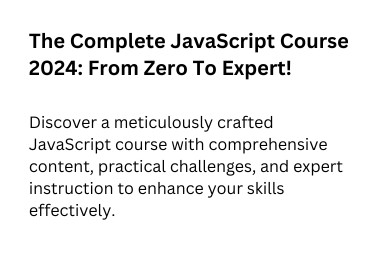 The Complete JavaScript Course
2024: From Zero To Expert!
Discover a meticulously crafted
JavaScript course with comprehensive
content, practical challenges, and expert
instruction to enhance your skills
effectively.